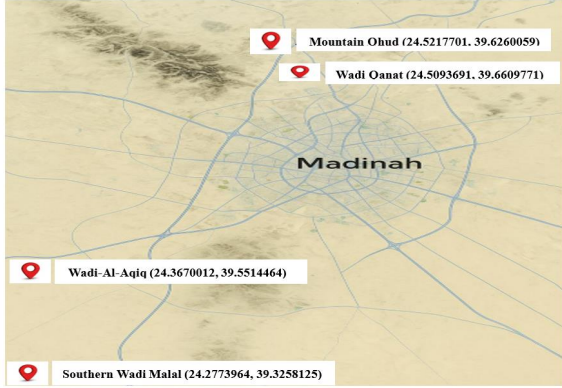 Mountain Ohud (24.5217701, 39.6260059)
Wadi Qanat (24.5093691, 39.6609771)
Madinah
Wadi-Al-Aqiq (24.3670012, 39.5514464)
Southern Wadi Malal (24.2773964, 39.3258125)